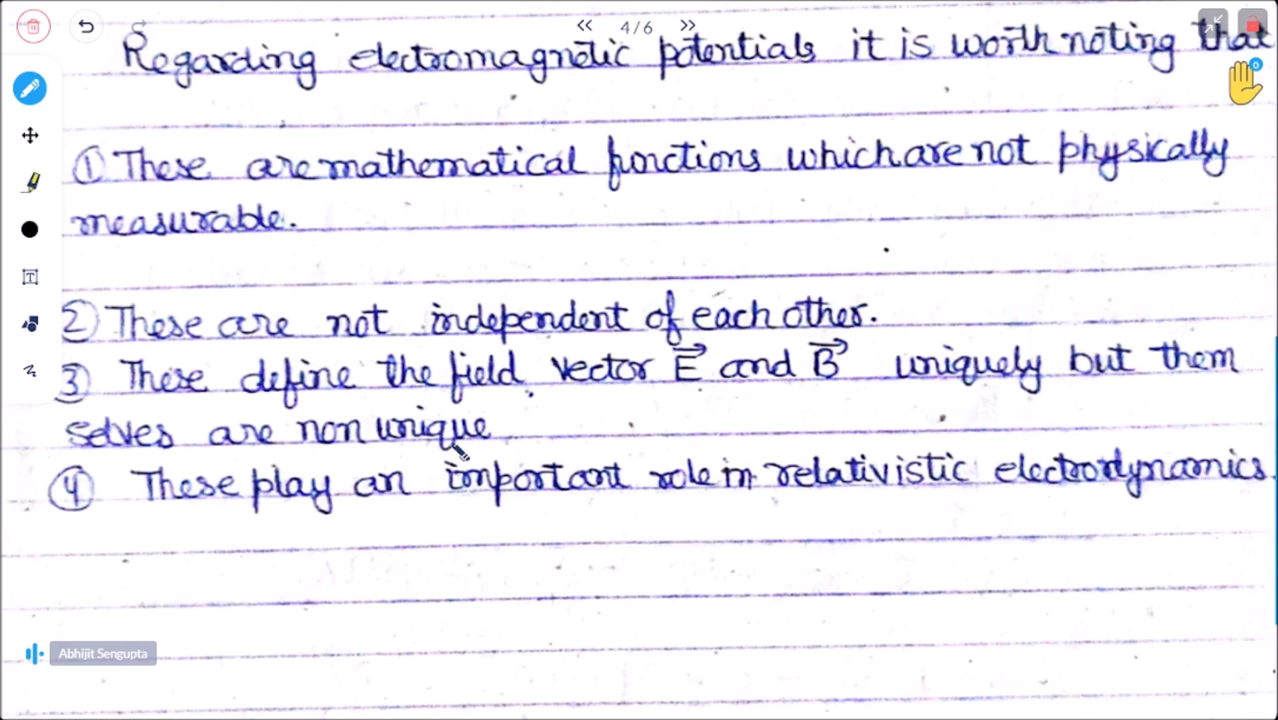 4/6
Regarding electromagnetic potentials it is worth noting that
① These are mathematical functions which are not physically
measurable.
② These are not independent of each other.
③ These define the field vector E⃗ and B⃗ uniquely but them
selves are non unique
④ These play an important role in relativistic electrodynamics.
Abhijit Sengupta